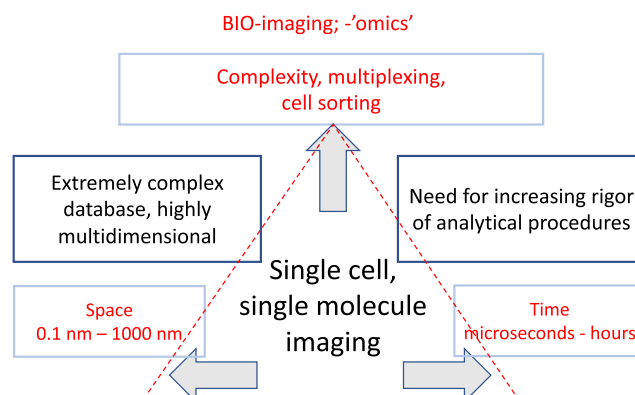 BIO-imaging; -'omics'
Complexity, multiplexing,
cell sorting
Extremely complex
database, highly
multidimensional
Need for increasing rigor
of analytical procedures
Single cell,
single molecule
imaging
Space
0.1 nm – 1000 nm
Time
microseconds - hours